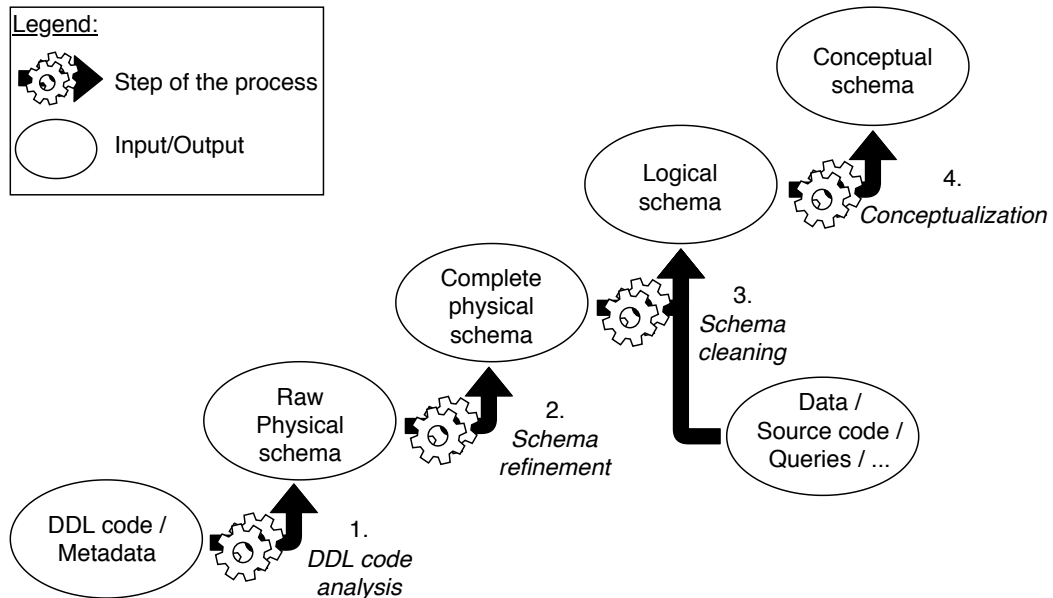 Legend:
Step of the process
Input/Output
Conceptual
schema
4.
Conceptualization
Logical
schema
3.
Schema
cleaning
Complete
physical
schema
Data /
Source code /
Queries / ...
2.
Schema
refinement
Raw
Physical
schema
1.
DDL code
analysis
DDL code /
Metadata